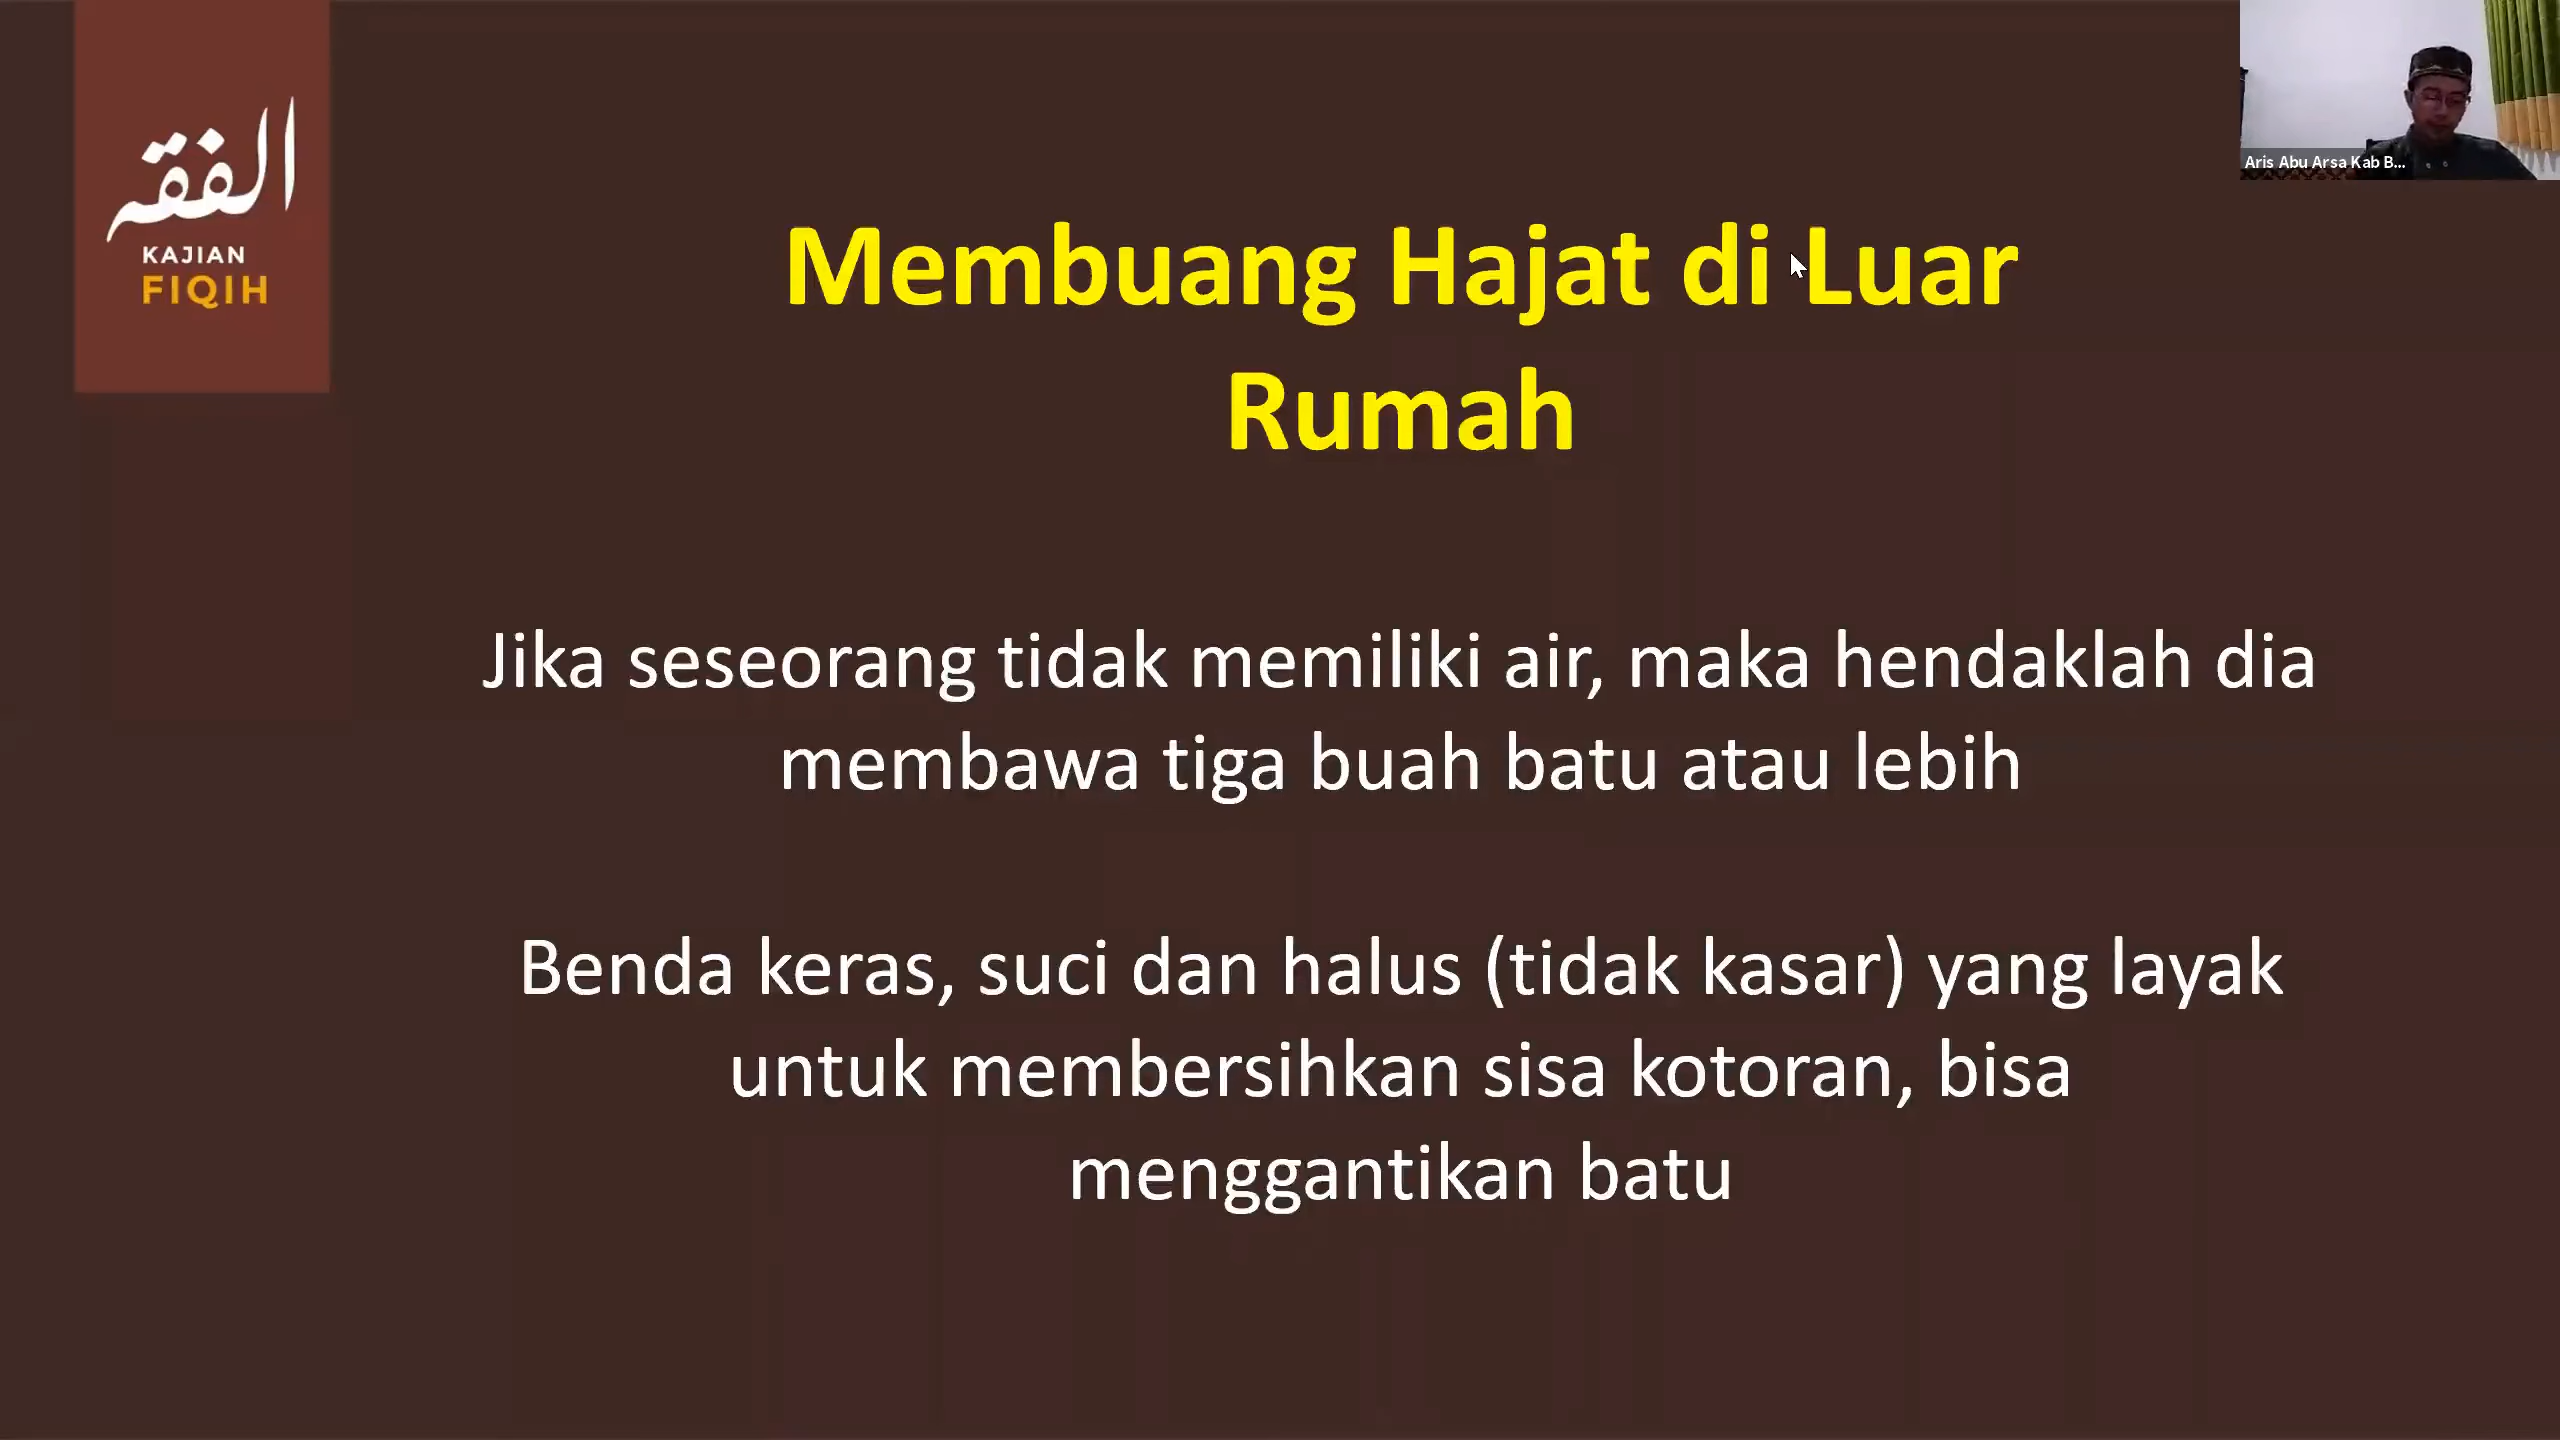 الفقه
KAJIAN
FIQIH
Aris Abu Arsa Kab B...
Membuang Hajat di Luar
Rumah
Jika seseorang tidak memiliki air, maka hendaklah dia
membawa tiga buah batu atau lebih
Benda keras, suci dan halus (tidak kasar) yang layak
untuk membersihkan sisa kotoran, bisa
menggantikan batu